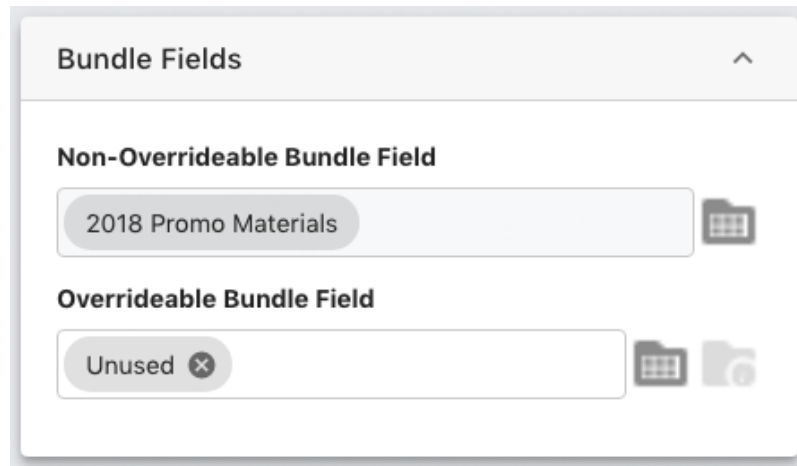 Bundle Fields
Non-Overrideable Bundle Field
2018 Promo Materials
Overrideable Bundle Field
Unused